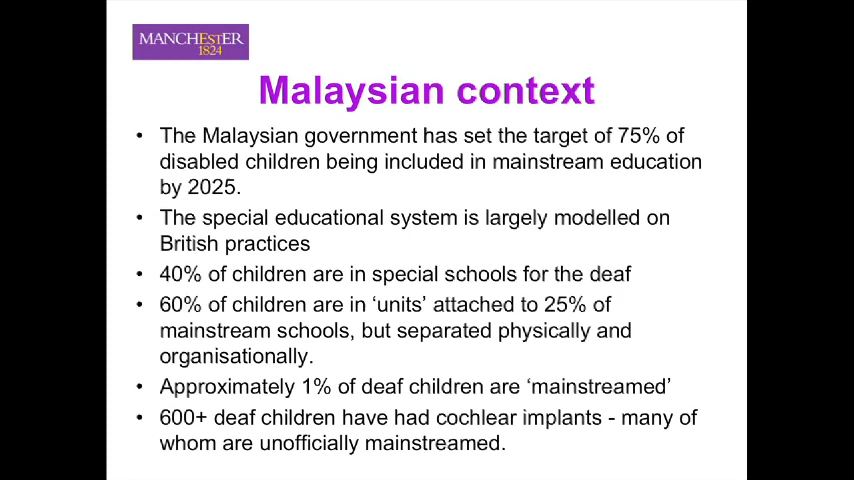 MANCHESTER
1824
Malaysian context
• The Malaysian government has set the target of 75% of
disabled children being included in mainstream education
by 2025.
• The special educational system is largely modelled on
British practices
• 40% of children are in special schools for the deaf
• 60% of children are in ‘units’ attached to 25% of
mainstream schools, but separated physically and
organisationally.
• Approximately 1% of deaf children are ‘mainstreamed’
• 600+ deaf children have had cochlear implants - many of
whom are unofficially mainstreamed.